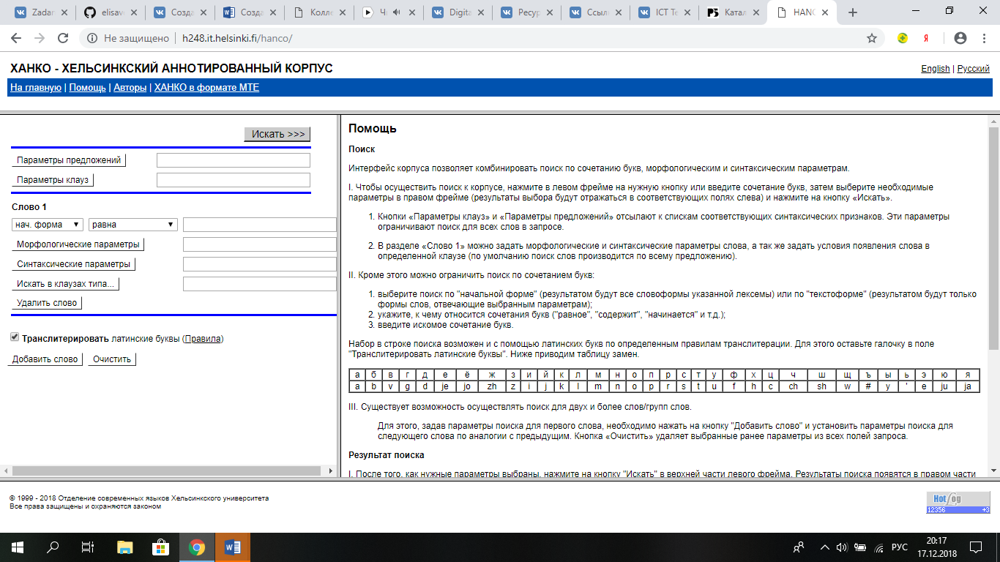 Zadan
elisave
Созда
Созда
Колле
Чи
Digita
Ресур
Ссыл
ICT Te
Катал
HANC
Не защищено | h248.it.helsinki.fi/hanco/
ХАНКО - ХЕЛЬСИНКСКИЙ АННОТИРОВАННЫЙ КОРПУС
English | Русский
На главную | Помощь | Авторы | ХАНКО в формате МТЕ
Искать >>>
Параметры предложений
Параметры клауз
Слово 1
нач. форма
равна
Морфологические параметры
Синтаксические параметры
Искать в клаузах типа...
Удалить слово
Транслитерировать латинские буквы (Правила)
Добавить слово
Очистить
Помощь
Поиск
Интерфейс корпуса позволяет комбинировать поиск по сочетанию букв, морфологическим и синтаксическим параметрам.
I. Чтобы осуществить поиск к корпусе, нажмите в левом фрейме на нужную кнопку или введите сочетание букв, затем выберите необходимые
параметры в правом фрейме (результаты выбора будут отражаться в соответствующих полях слева) и нажмите на кнопку «Искать».
1. Кнопки «Параметры клауз» и «Параметры предложений» отсылают к спискам соответствующих синтаксических признаков. Эти параметры
ограничивают поиск для всех слов в запросе.
2. В разделе «Слово 1» можно задать морфологические и синтаксические параметры слова, а так же задать условия появления слова в
определенной клаузе (по умолчанию поиск слов производится по всему предложению).
II. Кроме этого можно ограничить поиск по сочетанием букв:
1. выберите поиск по "начальной форме" (результатом будут все словоформы указанной лексемы) или по "текстоформе" (результатом будут только
формы слов, отвечающие выбранным параметрам);
2. укажите, к чему относится сочетания букв ("равное", "содержит", "начинается" и т.д.);
3. введите искомое сочетание букв.
Набор в строке поиска возможен и с помощью латинских букв по определенным правилам транслитерации. Для этого оставьте галочку в поле
"Транслитерировать латинские буквы". Ниже приводим таблицу замен.
а б в г д е ё ж з и й к л м н о п р с т у ф х ц ч ш щ ъ ы ь э ю я
a b v g d je jo zh z i j k l m n o p r s t u f h c ch sh w # y ' e ju ja
III. Существует возможность осуществлять поиск для двух и более слов/групп слов.
Для этого, задав параметры поиска для первого слова, необходимо нажать на кнопку "Добавить слово" и установить параметры поиска для
следующего слова по аналогии с предыдущим. Кнопка «Очистить» удаляет выбранные ранее параметры из всех полей запроса.
Результат поиска
I. После того, как нужные параметры выбраны, нажмите на кнопку "Искать" в верхней части левого фрейма. Результаты поиска появятся в правом части
© 1999 - 2018 Отделение современных языков Хельсинкского университета
Все права защищены и охраняются законом
HotLog
12356 +3
РУС
20:17
17.12.2018